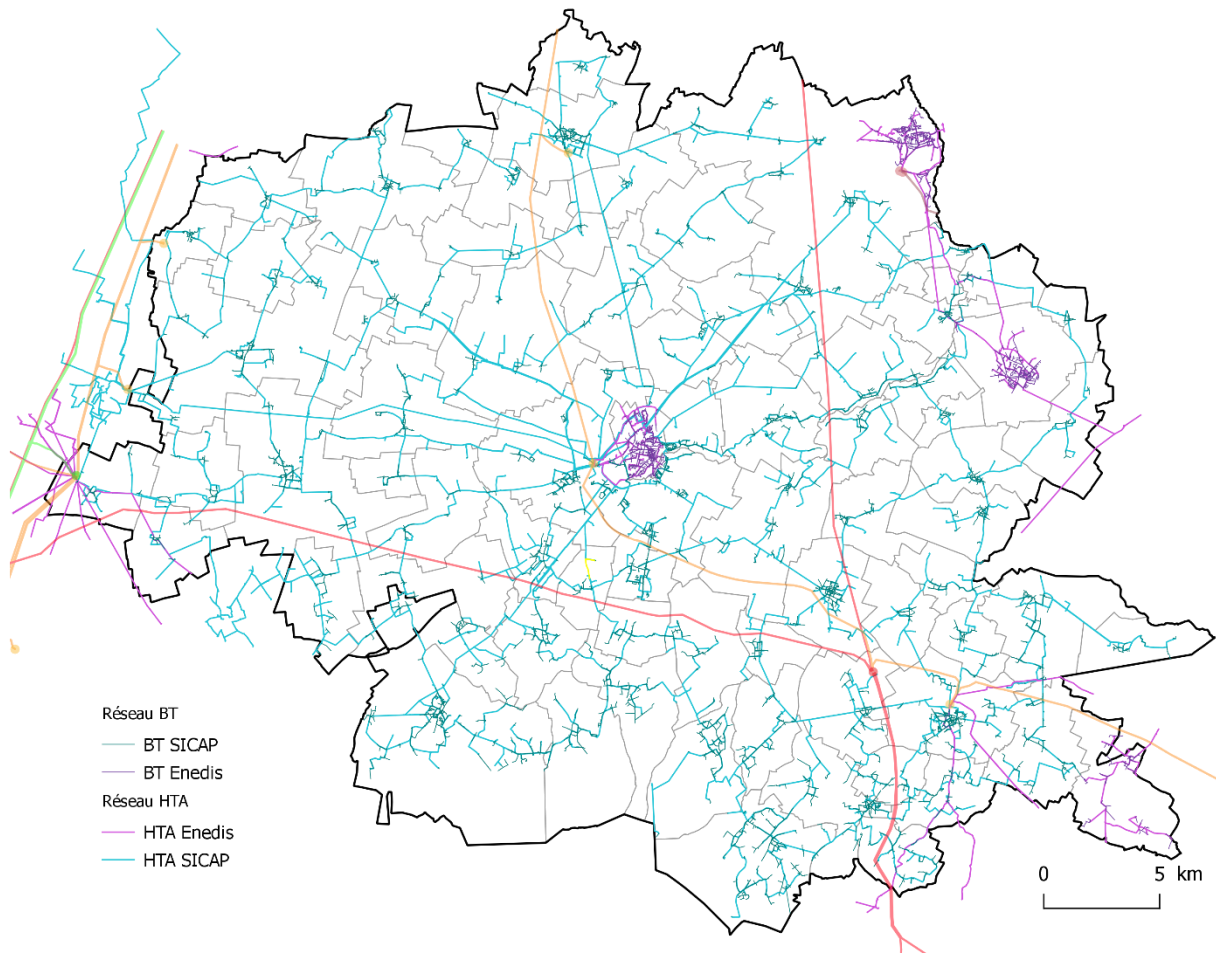 Réseau BT
BT SICAP
BT Enedis
Réseau HTA
HTA Enedis
HTA SICAP
0 5 km